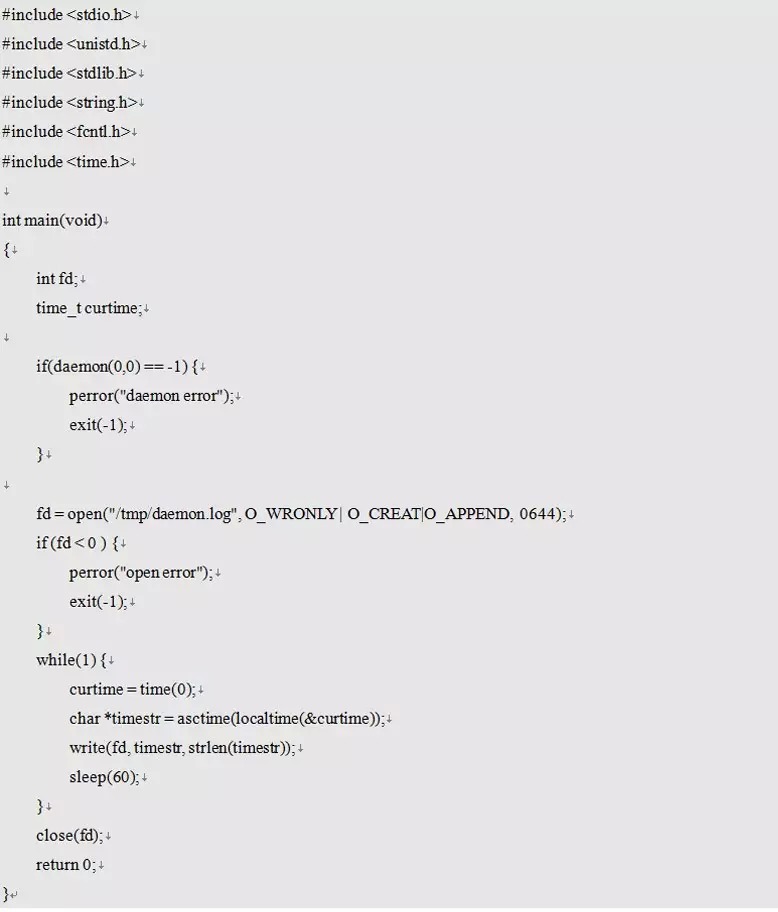 #include <stdio.h>↓
#include <unistd.h>↓
#include <stdlib.h>↓
#include <string.h>↓
#include <fcntl.h>↓
#include <time.h>↓
↓
int main(void)↓
{↓
int fd;↓
time_t curtime;↓
↓
if(daemon(0,0) == -1) {↓
perror("daemon error");↓
exit(-1);↓
}↓
↓
fd = open("/tmp/daemon.log", O_WRONLY| O_CREAT|O_APPEND, 0644);↓
if (fd < 0 ) {↓
perror("open error");↓
exit(-1);↓
}↓
while(1) {↓
curtime = time(0);↓
char *timestr = asctime(localtime(&curtime));↓
write(fd, timestr, strlen(timestr));↓
sleep(60);↓
}↓
close(fd);↓
return 0;↓
}↵